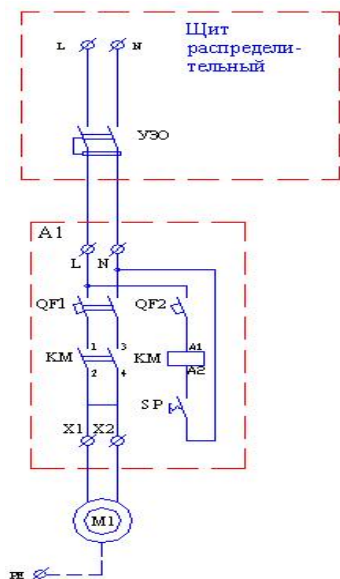 Щит
распредели-
тельный
L N
УЗО
A1
L N
QF1 QF2
1 3
KM KM A1
2 4 A2
SP
X1 X2
M1
PE